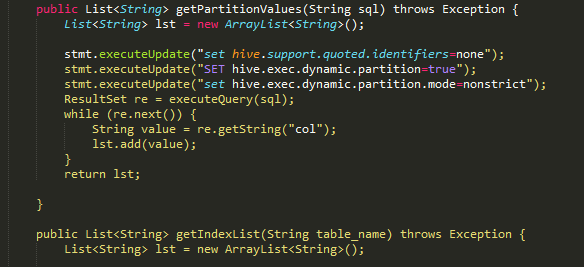 public List<String> getPartitionValues(String sql) throws Exception {
List<String> lst = new ArrayList<String>();
stmt.executeUpdate("set hive.support.quoted.identifiers=none");
stmt.executeUpdate("SET hive.exec.dynamic.partition=true");
stmt.executeUpdate("set hive.exec.dynamic.partition.mode=nonstrict");
ResultSet re = executeQuery(sql);
while (re.next()) {
String value = re.getString("col");
lst.add(value);
}
return lst;
}
public List<String> getIndexList(String table_name) throws Exception {
List<String> lst = new ArrayList<String>();